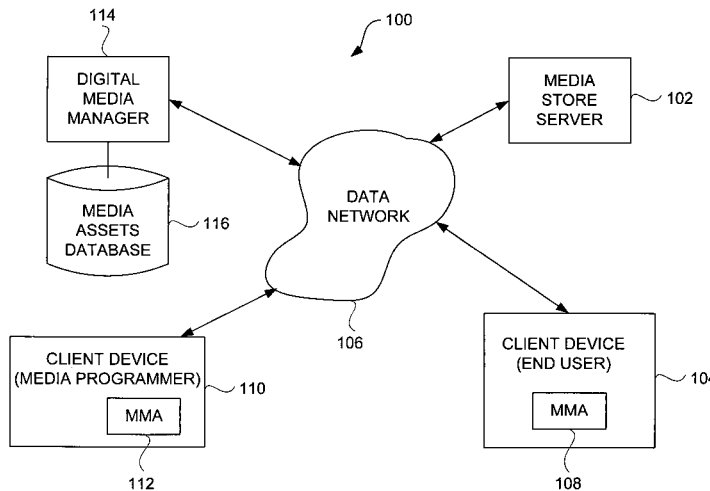 114
100
DIGITAL
MEDIA
MANAGER
MEDIA
STORE
SERVER
102
DATA
NETWORK
MEDIA
ASSETS
DATABASE
116
106
CLIENT DEVICE
(MEDIA PROGRAMMER)
110
MMA
112
CLIENT DEVICE
(END USER)
104
MMA
108